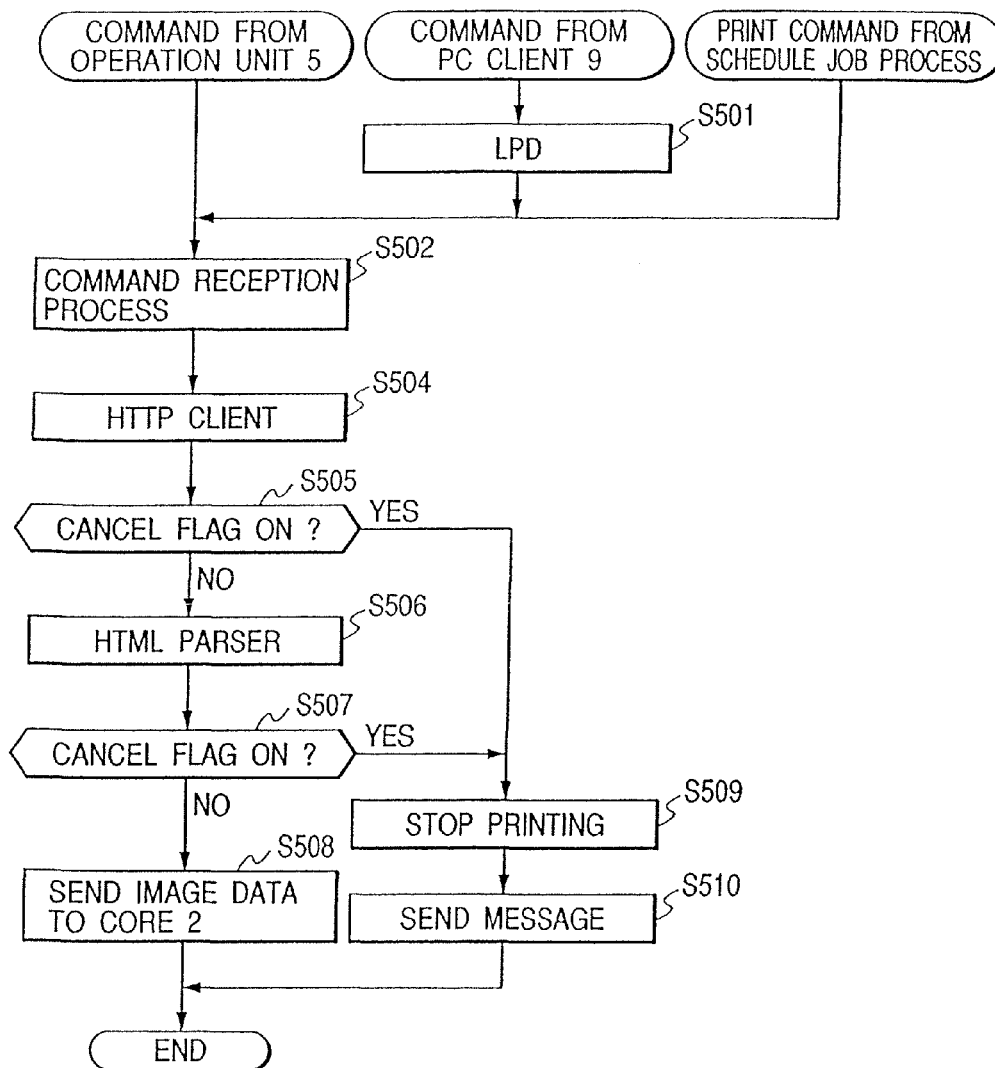 COMMAND FROM
OPERATION UNIT 5
COMMAND FROM
PC CLIENT 9
PRINT COMMAND FROM
SCHEDULE JOB PROCESS
S501
LPD
S502
COMMAND RECEPTION
PROCESS
S504
HTTP CLIENT
S505
CANCEL FLAG ON ?
YES
NO
S506
HTML PARSER
S507
CANCEL FLAG ON ?
YES
NO
S509
STOP PRINTING
S508
SEND IMAGE DATA
TO CORE 2
S510
SEND MESSAGE
END